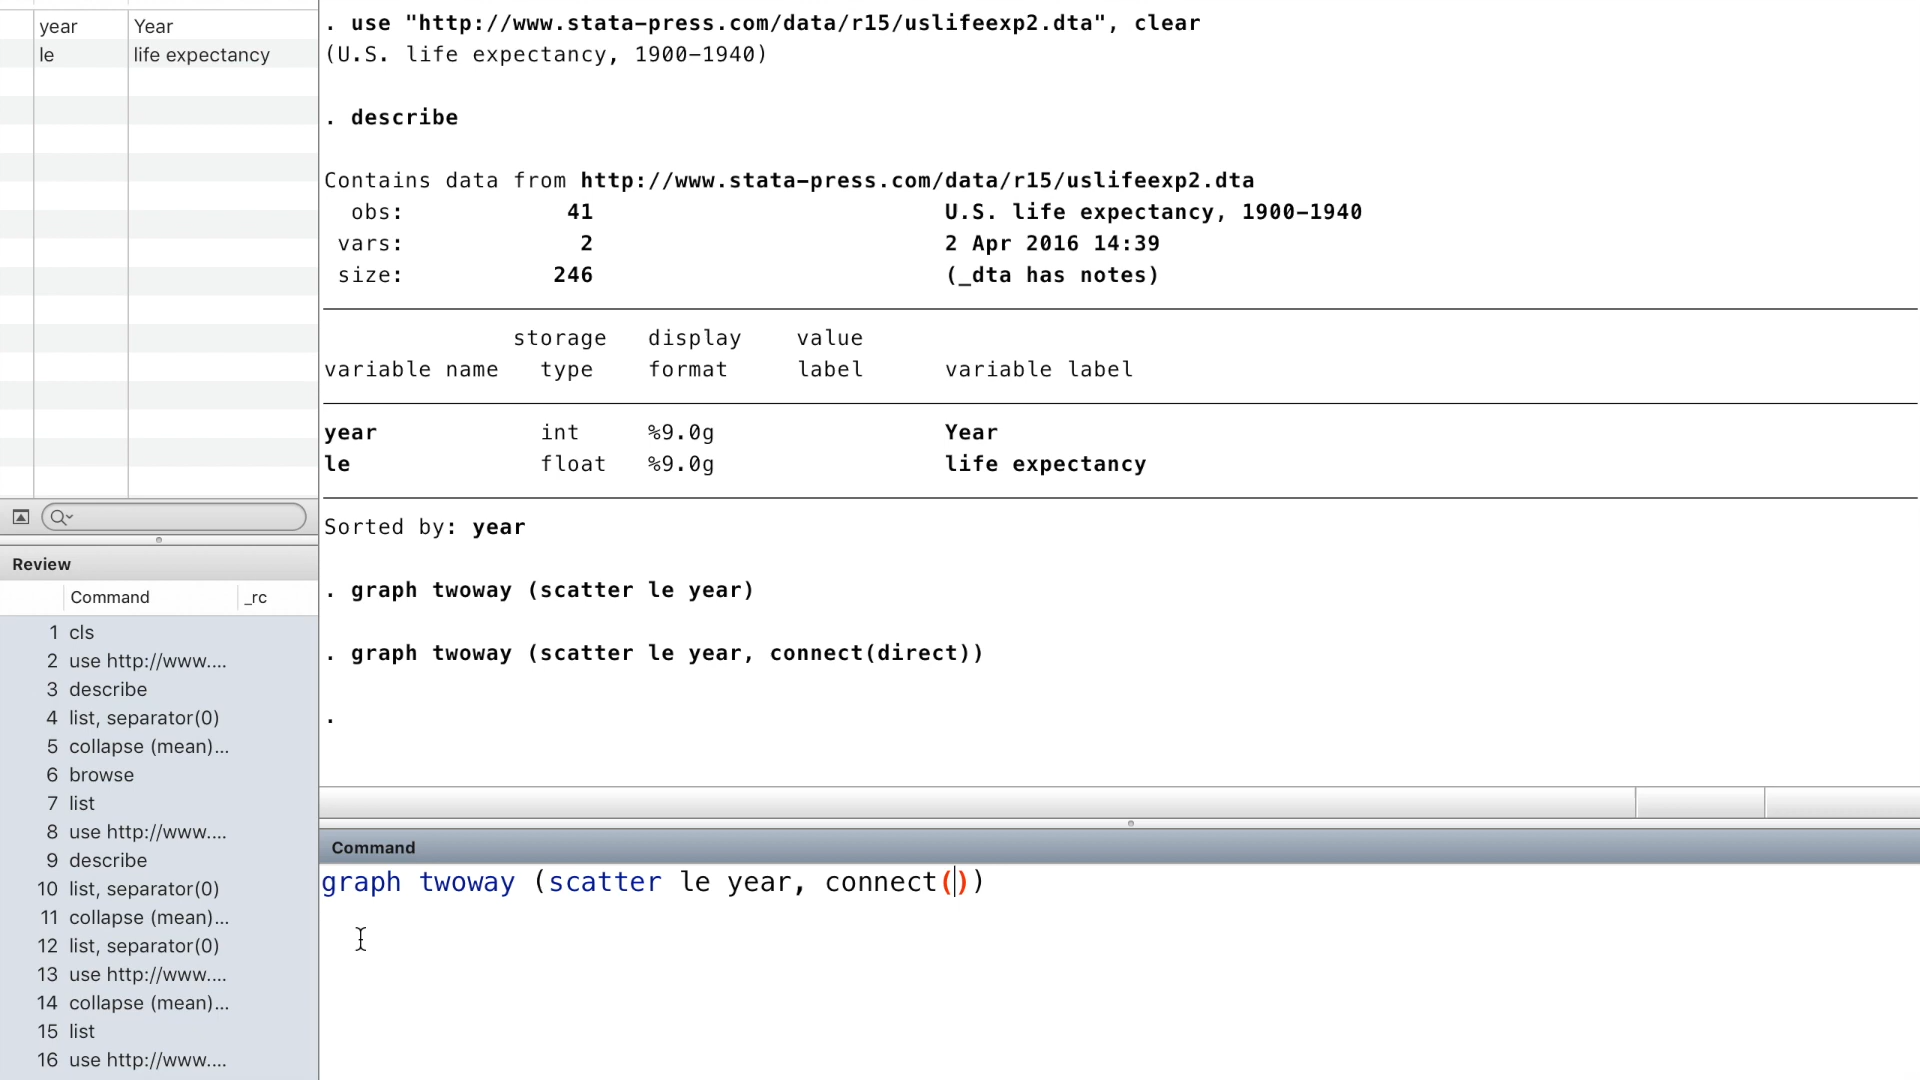 year Year
le life expectancy
Review
Command _rc
1 cls
2 use http://www....
3 describe
4 list, separator(0)
5 collapse (mean)...
6 browse
7 list
8 use http://www....
9 describe
10 list, separator(0)
11 collapse (mean)...
12 list, separator(0)
13 use http://www....
14 collapse (mean)...
15 list
16 use http://www....
. use "http://www.stata-press.com/data/r15/uslifeexp2.dta", clear
(U.S. life expectancy, 1900-1940)
. describe
Contains data from http://www.stata-press.com/data/r15/uslifeexp2.dta
obs: 41 U.S. life expectancy, 1900-1940
vars: 2 2 Apr 2016 14:39
size: 246 (_dta has notes)
storage display value
variable name type format label variable label
year int %9.0g Year
le float %9.0g life expectancy
Sorted by: year
. graph twoway (scatter le year)
. graph twoway (scatter le year, connect(direct))
.
Command
graph twoway (scatter le year, connect())